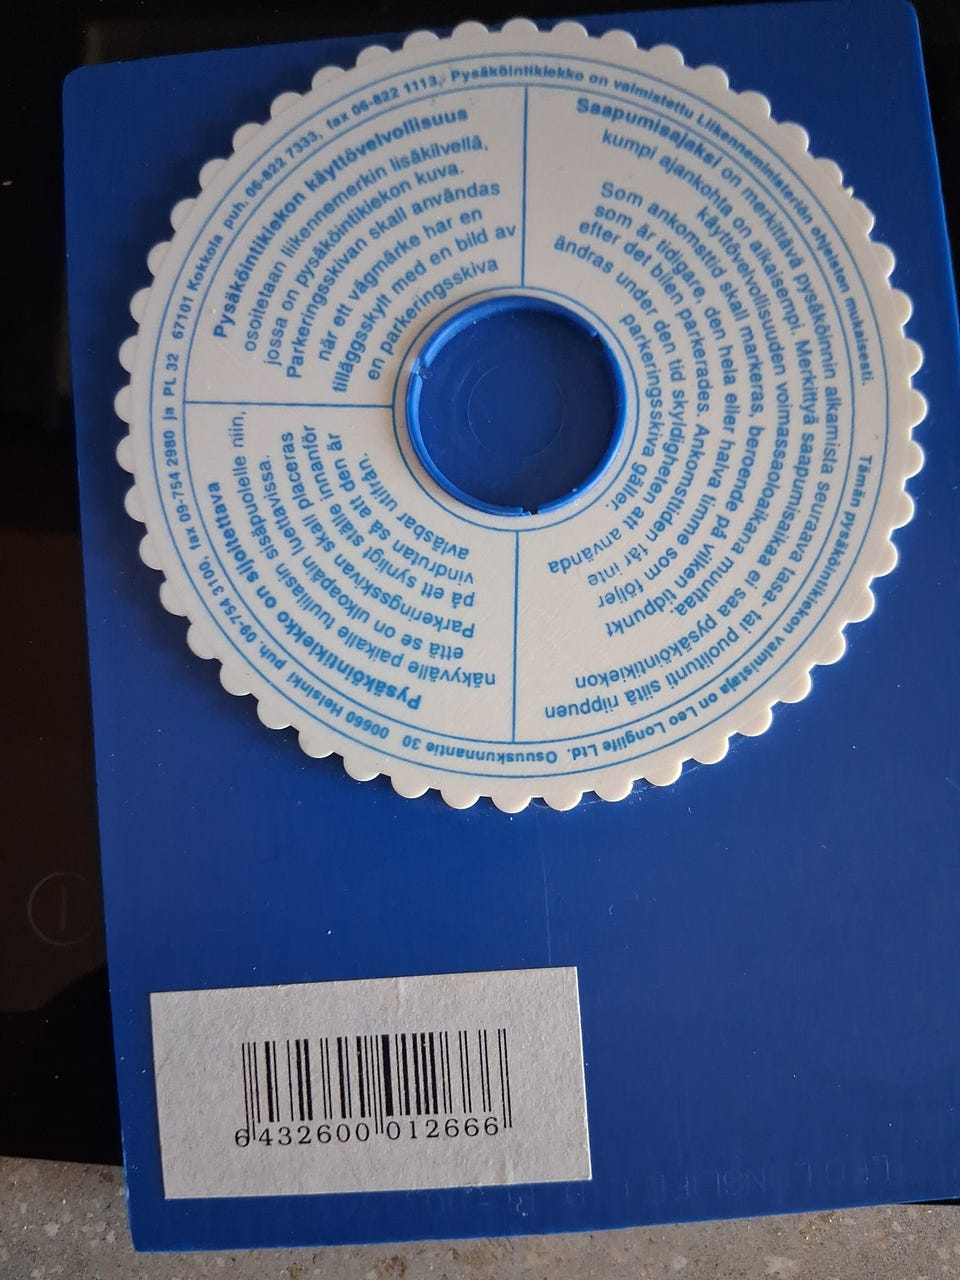 Pysäköintikiekko on valmistettu Liikenneministeriön ohjeiden mukaisesti.
Tämän pysäköintikiekon valmistaja on Leo Longlife Ltd. Osuuskunnantie 30 00660 Helsinki puh. 09-754 3100, fax 09-754 2980 ja PL 32 67101 Kokkola puh. 06-822 7333, fax 06-822 1113.
Pysäköintikiekon käyttövelvollisuus
osoitetaan liikennemerkin lisäkilvellä,
jossa on pysäköintikiekon kuva.
Parkeringsskivan skall användas
när ett vägmärke har en
tilläggsskylt med en bild av
en parkeringsskiva
Saapumisajaksi on merkittävä pysäköinnin alkamista seuraava tasa- tai puolitunti siitä riippuen
kumpi ajankohta on aikaisempi. Merkittyä saapumisaikaa ei saa pysäköintikiekon
käyttövelvollisuuden voimassaoloaikana muuttaa.
Som ankomsttid skall markeras, beroende på vilken tidpunkt
som är tidigare, den hela eller halva timme som följer
efter det bilen parkerades. Ankomsttiden får inte
ändras under den tid skyldigheten att använda
parkeringsskiva gäller.
Pysäköintikiekko on sijoitettava
näkyvälle paikalle tuulilasin sisäpuolelle niin,
että se on ulkoapäin luettavissa.
Parkeringsskivan skall placeras
på ett synligt ställe innanför
vindrutan så att den är
avläsbar utifrån.
6 432600 012666